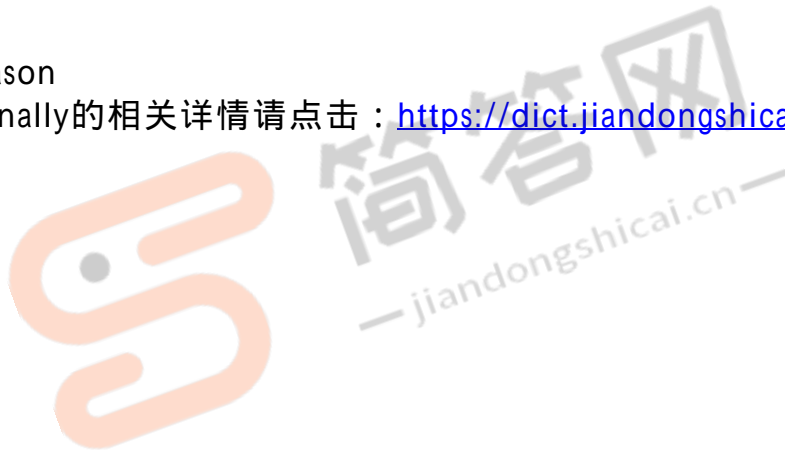 ason
nally的相关详情请点击：https://dict.jiandongshica
简答网
jiandongshicai.cn